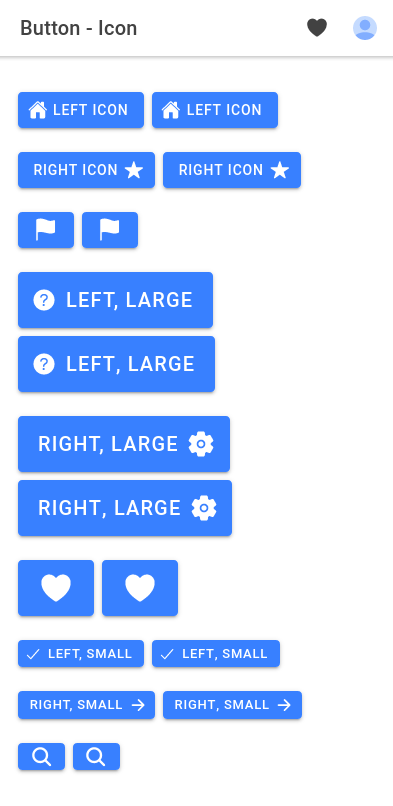 Button - Icon
LEFT ICON LEFT ICON
RIGHT ICON RIGHT ICON
LEFT, LARGE
LEFT, LARGE
RIGHT, LARGE
RIGHT, LARGE
LEFT, SMALL LEFT, SMALL
RIGHT, SMALL RIGHT, SMALL